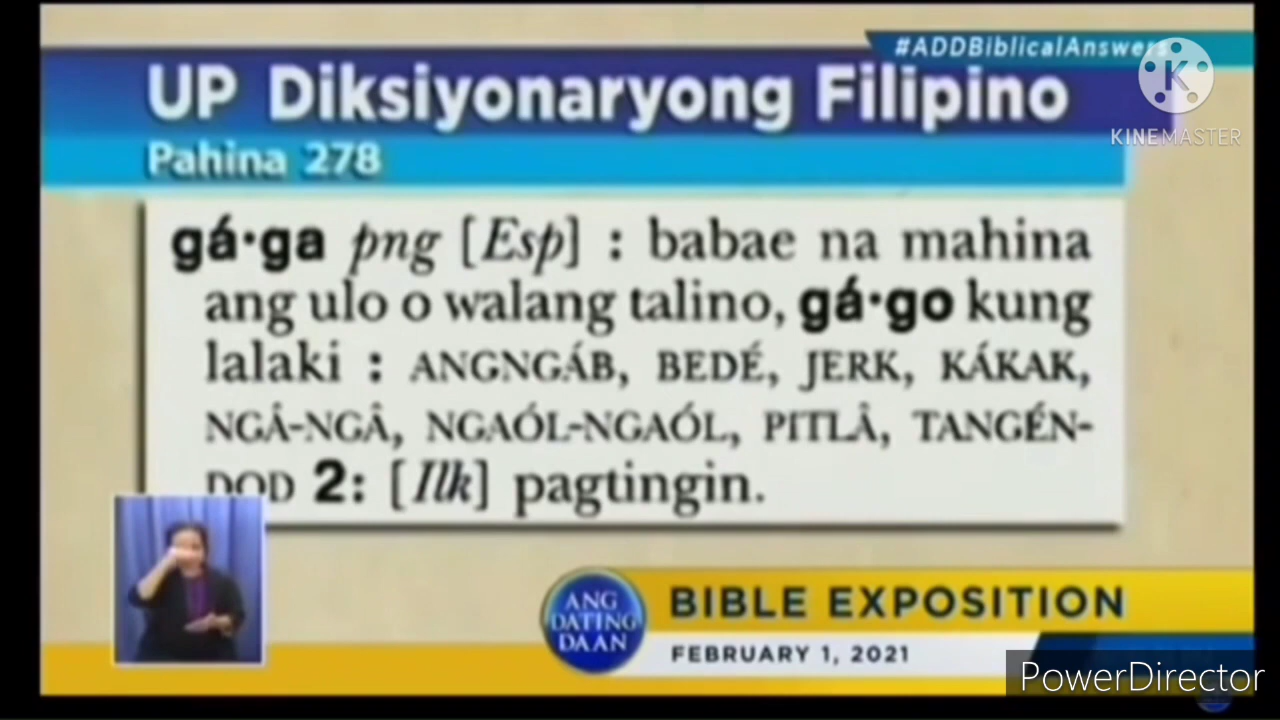 #ADDBiblicalAnswers
UP Diksiyonaryong Filipino
KINEMASTER
Pahina 278
gá·ga png [Esp] : babae na mahina
ang ulo o walang talino, gá·go kung
lalaki : ANGNGÁB, BEDÉ, JERK, KÁKAK,
NGÂ-NGÂ, NGAÓL-NGAÓL, PITLÂ, TANGÉN-
DOD 2: [Ilk] pagtingin.
ANG
DATING
DAAN
BIBLE EXPOSITION
FEBRUARY 1, 2021
PowerDirector